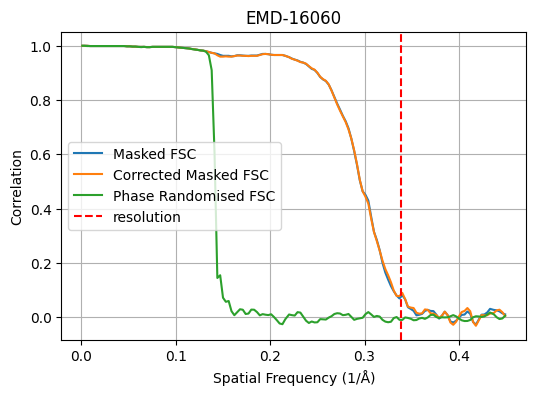 EMD-16060
Correlation
1.0
0.8
0.6
0.4
0.2
0.0
Masked FSC
Corrected Masked FSC
Phase Randomised FSC
resolution
0.0 0.1 0.2 0.3 0.4
Spatial Frequency (1/Å)